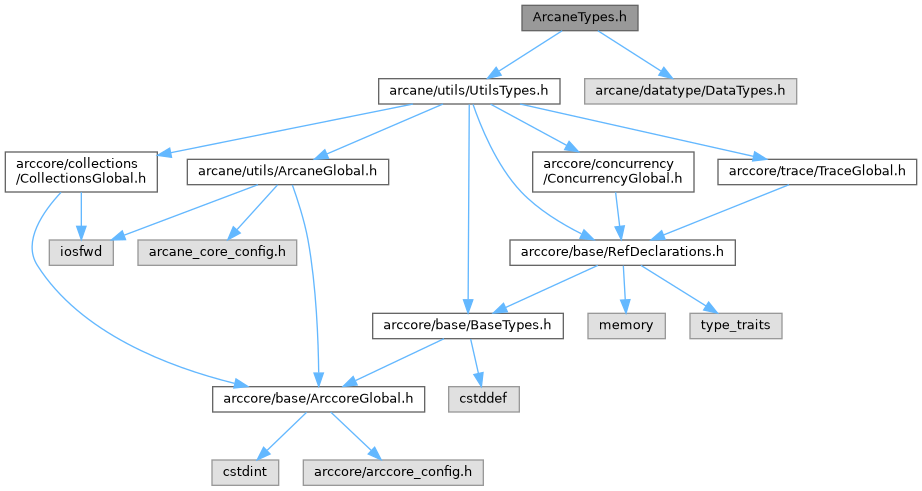 ArcaneTypes.h
arcane/utils/UtilsTypes.h
arcane/datatype/DataTypes.h
arccore/collections
/CollectionsGlobal.h
arcane/utils/ArcaneGlobal.h
arccore/concurrency
/ConcurrencyGlobal.h
arccore/trace/TraceGlobal.h
iosfwd
arcane_core_config.h
arccore/base/RefDeclarations.h
arccore/base/BaseTypes.h
memory
type_traits
arccore/base/ArccoreGlobal.h
cstddef
cstdint
arccore/arccore_config.h